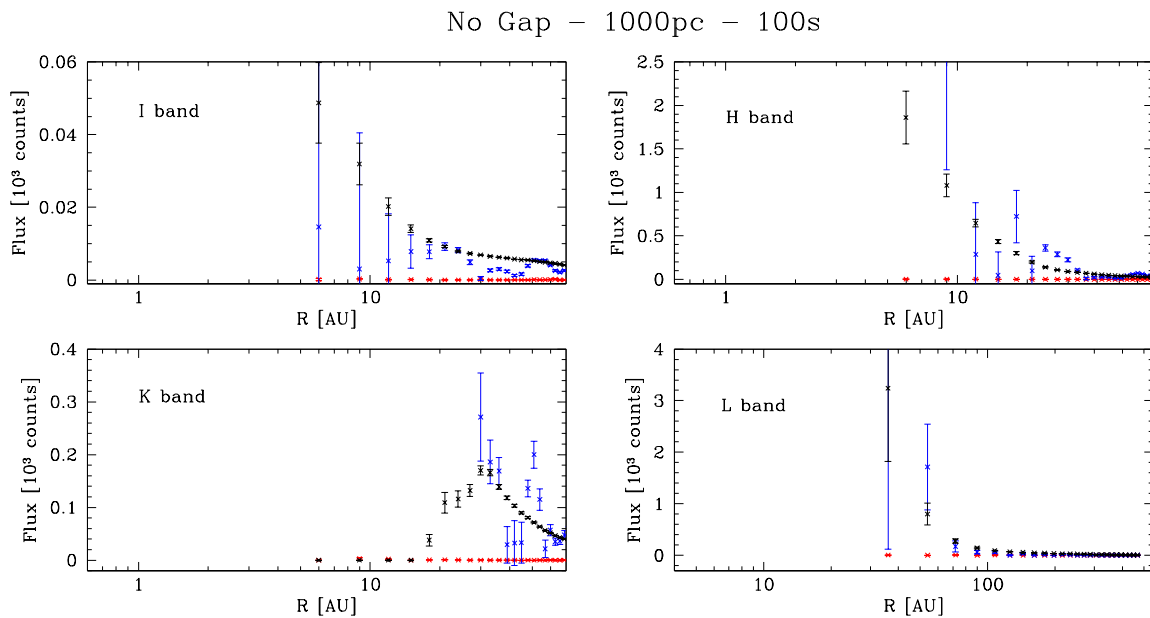 No Gap – 1000pc – 100s
0.06
0.04
0.02
0
Flux [10³ counts]
I band
1
10
R [AU]
2.5
2
1.5
1
0.5
0
Flux [10³ counts]
H band
1
10
R [AU]
0.4
0.3
0.2
0.1
0
Flux [10³ counts]
K band
1
10
R [AU]
4
3
2
1
0
Flux [10³ counts]
L band
10
100
R [AU]